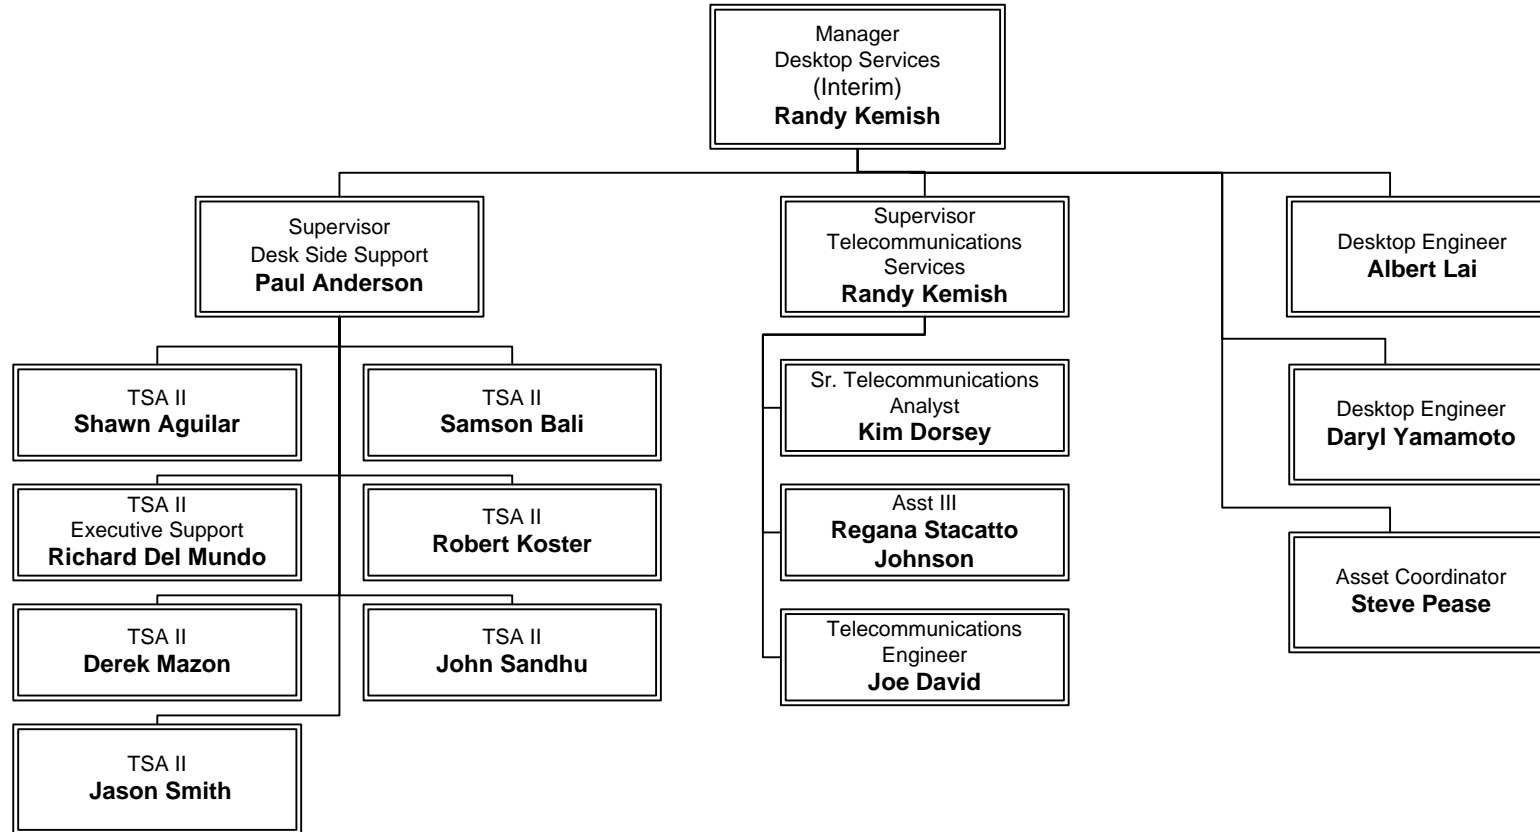 Manager
Desktop Services
(Interim)
Randy Kemish
Supervisor
Desk Side Support
Paul Anderson
Supervisor
Telecommunications
Services
Randy Kemish
Desktop Engineer
Albert Lai
TSA II
Shawn Aguilar
TSA II
Samson Bali
Sr. Telecommunications
Analyst
Kim Dorsey
Desktop Engineer
Daryl Yamamoto
TSA II
Executive Support
Richard Del Mundo
TSA II
Robert Koster
Asst III
Regana Stacatto
Johnson
Asset Coordinator
Steve Pease
TSA II
Derek Mazon
TSA II
John Sandhu
Telecommunications
Engineer
Joe David
TSA II
Jason Smith